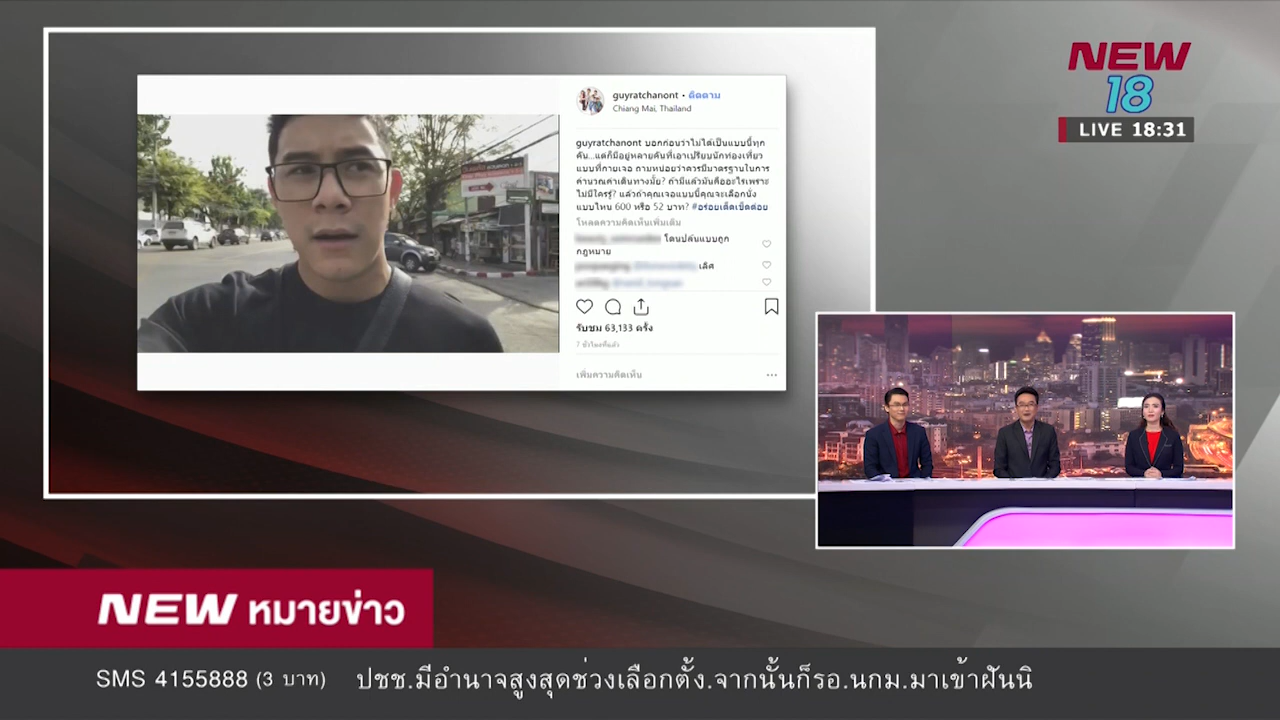 NEW
18
LIVE 18:31
guyratchanont • ติดตาม
Chiang Mai, Thailand
guyratchanont บอกก่อนว่าไม่ได้เป็นแบบนี้ทุก
คัน...แต่ก็มีอยู่หลายคันที่เอาเปรียบนักท่องเที่ยว
แบบที่กายเจอ ถามหน่อยว่าควรมีมาตรฐานในการ
คำนวณค่าเดินทางมั้ย? ถ้ามีแล้วมันคืออะไรเพราะ
ไม่มีใครรู้? แล้วถ้าคุณเจอแบบนี้คุณจะเลือกนั่ง
แบบไหน 600 หรือ 52 บาท? #อร่อยเด็ดเช็ดต่อย
โหลดความคิดเห็นเพิ่มเติม
โดนปล้นแบบถูก
กฎหมาย
เลิศ
รับชม 63,133 ครั้ง
7 ชั่วโมงที่แล้ว
เพิ่มความคิดเห็น
NEW หมายข่าว
SMS 4155888 (3 บาท) ปชช.มีอำนาจสูงสุดช่วงเลือกตั้ง.จากนั้นก็รอ.นกม.มาเข้าฝันนิ